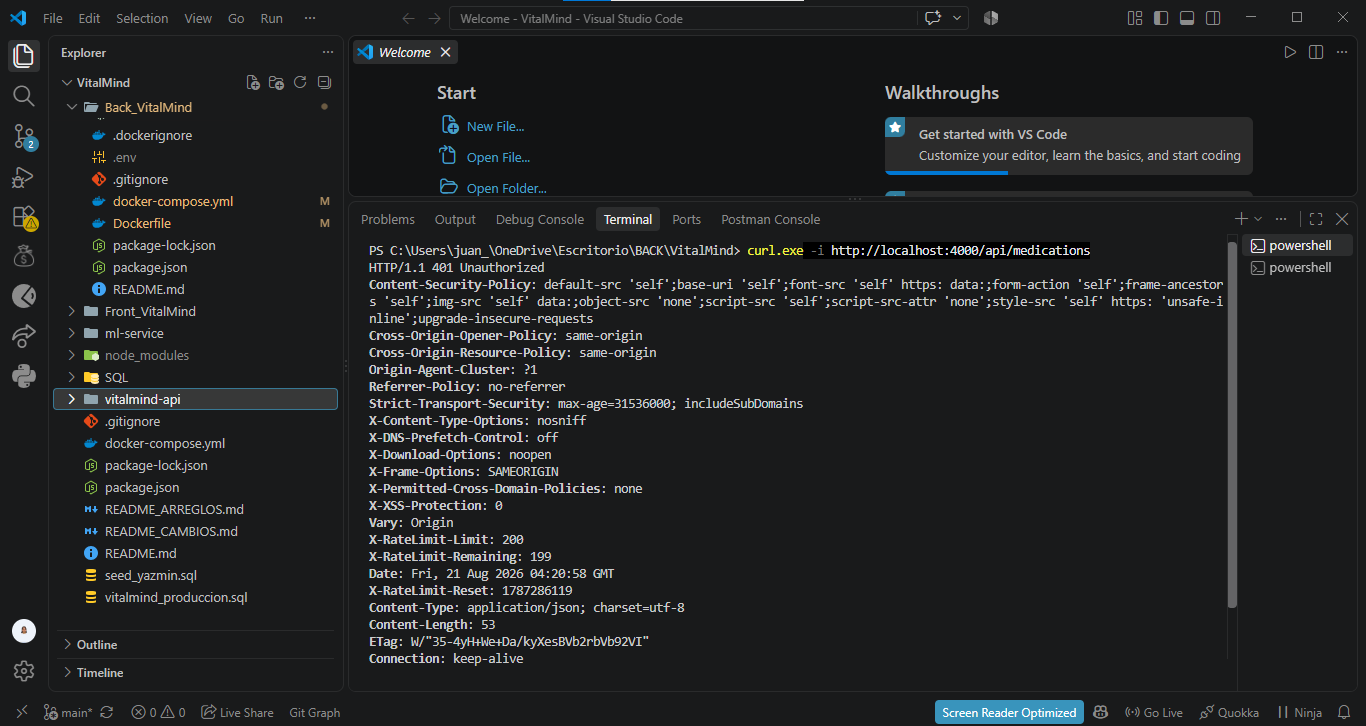 File Edit Selection View Go Run ···
Welcome - VitalMind - Visual Studio Code
Explorer
VitalMind
Back_VitalMind
.dockerignore
.env
.gitignore
docker-compose.yml M
Dockerfile M
package-lock.json
package.json
README.md
Front_VitalMind
ml-service
node_modules
SQL
vitalmind-api
.gitignore
docker-compose.yml
package-lock.json
package.json
README_ARREGLOS.md
README_CAMBIOS.md
README.md
seed_yazmin.sql
vitalmind_produccion.sql
Outline
Timeline
2
Welcome
Start
New File...
Open File...
Open Folder...
Walkthroughs
Get started with VS Code
Customize your editor, learn the basics, and start coding
Problems Output Debug Console Terminal Ports Postman Console
PS C:\Users\juan_\OneDrive\Escritorio\BACK\VitalMind> curl.exe -i http://localhost:4000/api/medications
HTTP/1.1 401 Unauthorized
Content-Security-Policy: default-src 'self';base-uri 'self';font-src 'self' https: data:;form-action 'self';frame-ancestor
s 'self';img-src 'self' data:;object-src 'none';script-src 'self';script-src-attr 'none';style-src 'self' https: 'unsafe-i
nline';upgrade-insecure-requests
Cross-Origin-Opener-Policy: same-origin
Cross-Origin-Resource-Policy: same-origin
Origin-Agent-Cluster: ?1
Referrer-Policy: no-referrer
Strict-Transport-Security: max-age=31536000; includeSubDomains
X-Content-Type-Options: nosniff
X-DNS-Prefetch-Control: off
X-Download-Options: noopen
X-Frame-Options: SAMEORIGIN
X-Permitted-Cross-Domain-Policies: none
X-XSS-Protection: 0
Vary: Origin
X-RateLimit-Limit: 200
X-RateLimit-Remaining: 199
Date: Fri, 21 Aug 2026 04:20:58 GMT
X-RateLimit-Reset: 1787286119
Content-Type: application/json; charset=utf-8
Content-Length: 53
ETag: W/"35-4yH+We+Da/kyXesBVb2rbVb92VI"
Connection: keep-alive
powershell
powershell
main* 0 0 Live Share Git Graph
Screen Reader Optimized Go Live Quokka Ninja